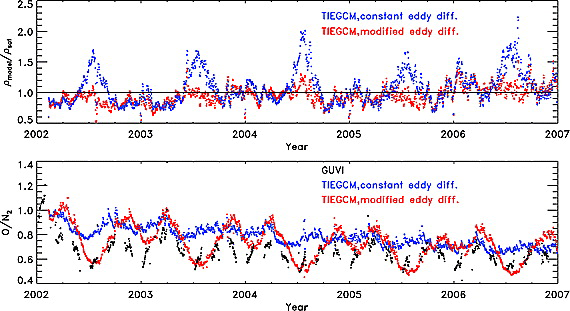 2.5
TIEGCM,constant eddy diff.
2.0
TIEGCM,modified eddy diff.
1.5
ρmodel/ρsat
1.0
0.5
2002 2003 2004 2005 2006 2007
Year
1.4
GUVI
1.2
TIEGCM,constant eddy diff.
TIEGCM,modified eddy diff.
1.0
O/N2
0.8
0.6
0.4
2002 2003 2004 2005 2006 2007
Year